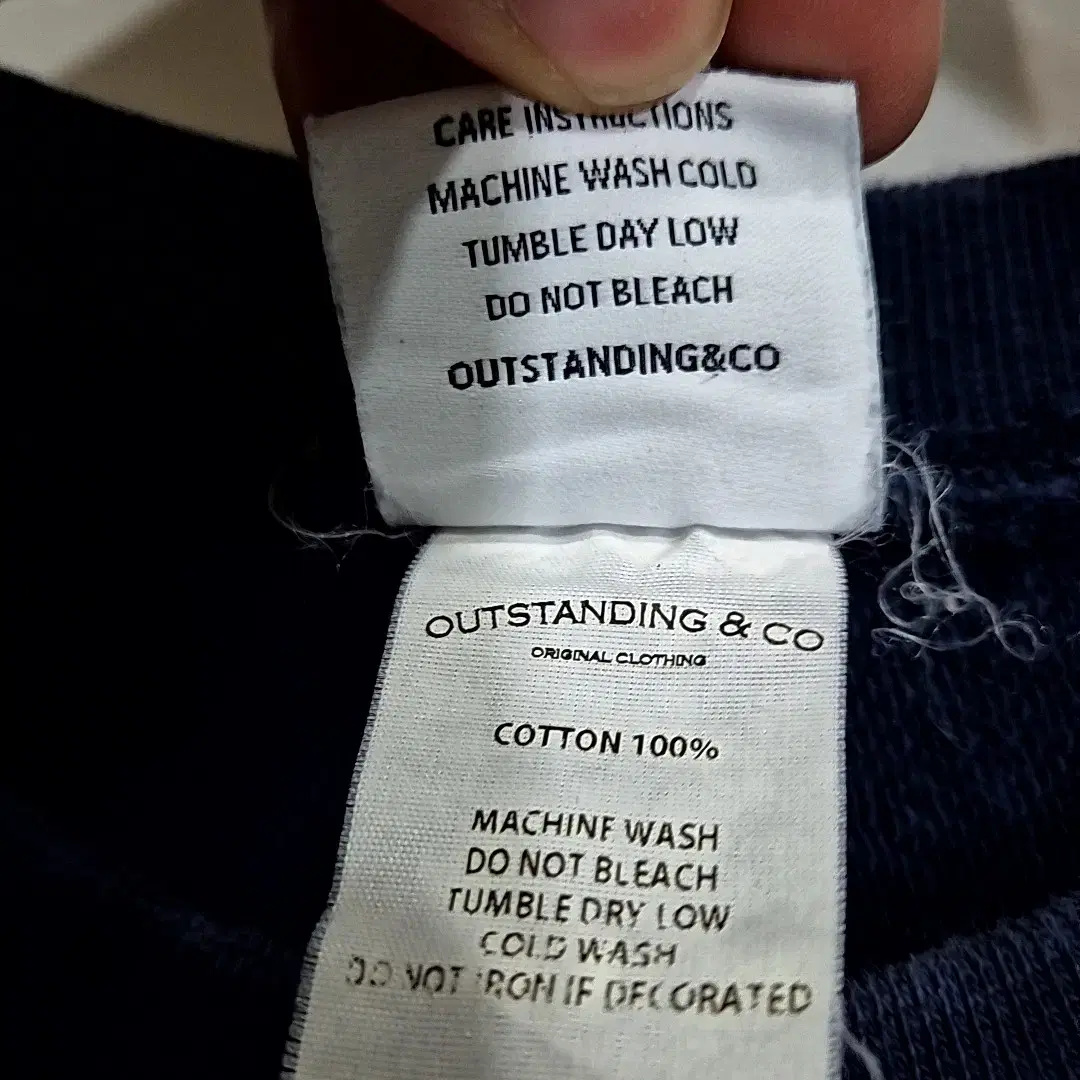 CARE INSTRUCTIONS
MACHINE WASH COLD
TUMBLE DAY LOW
DO NOT BLEACH
OUTSTANDING&CO
OUTSTANDING & CO
ORIGINAL CLOTHING
COTTON 100%
MACHINE WASH
DO NOT BLEACH
TUMBLE DRY LOW
COLD WASH
DO NOT IRON IF DECORATED